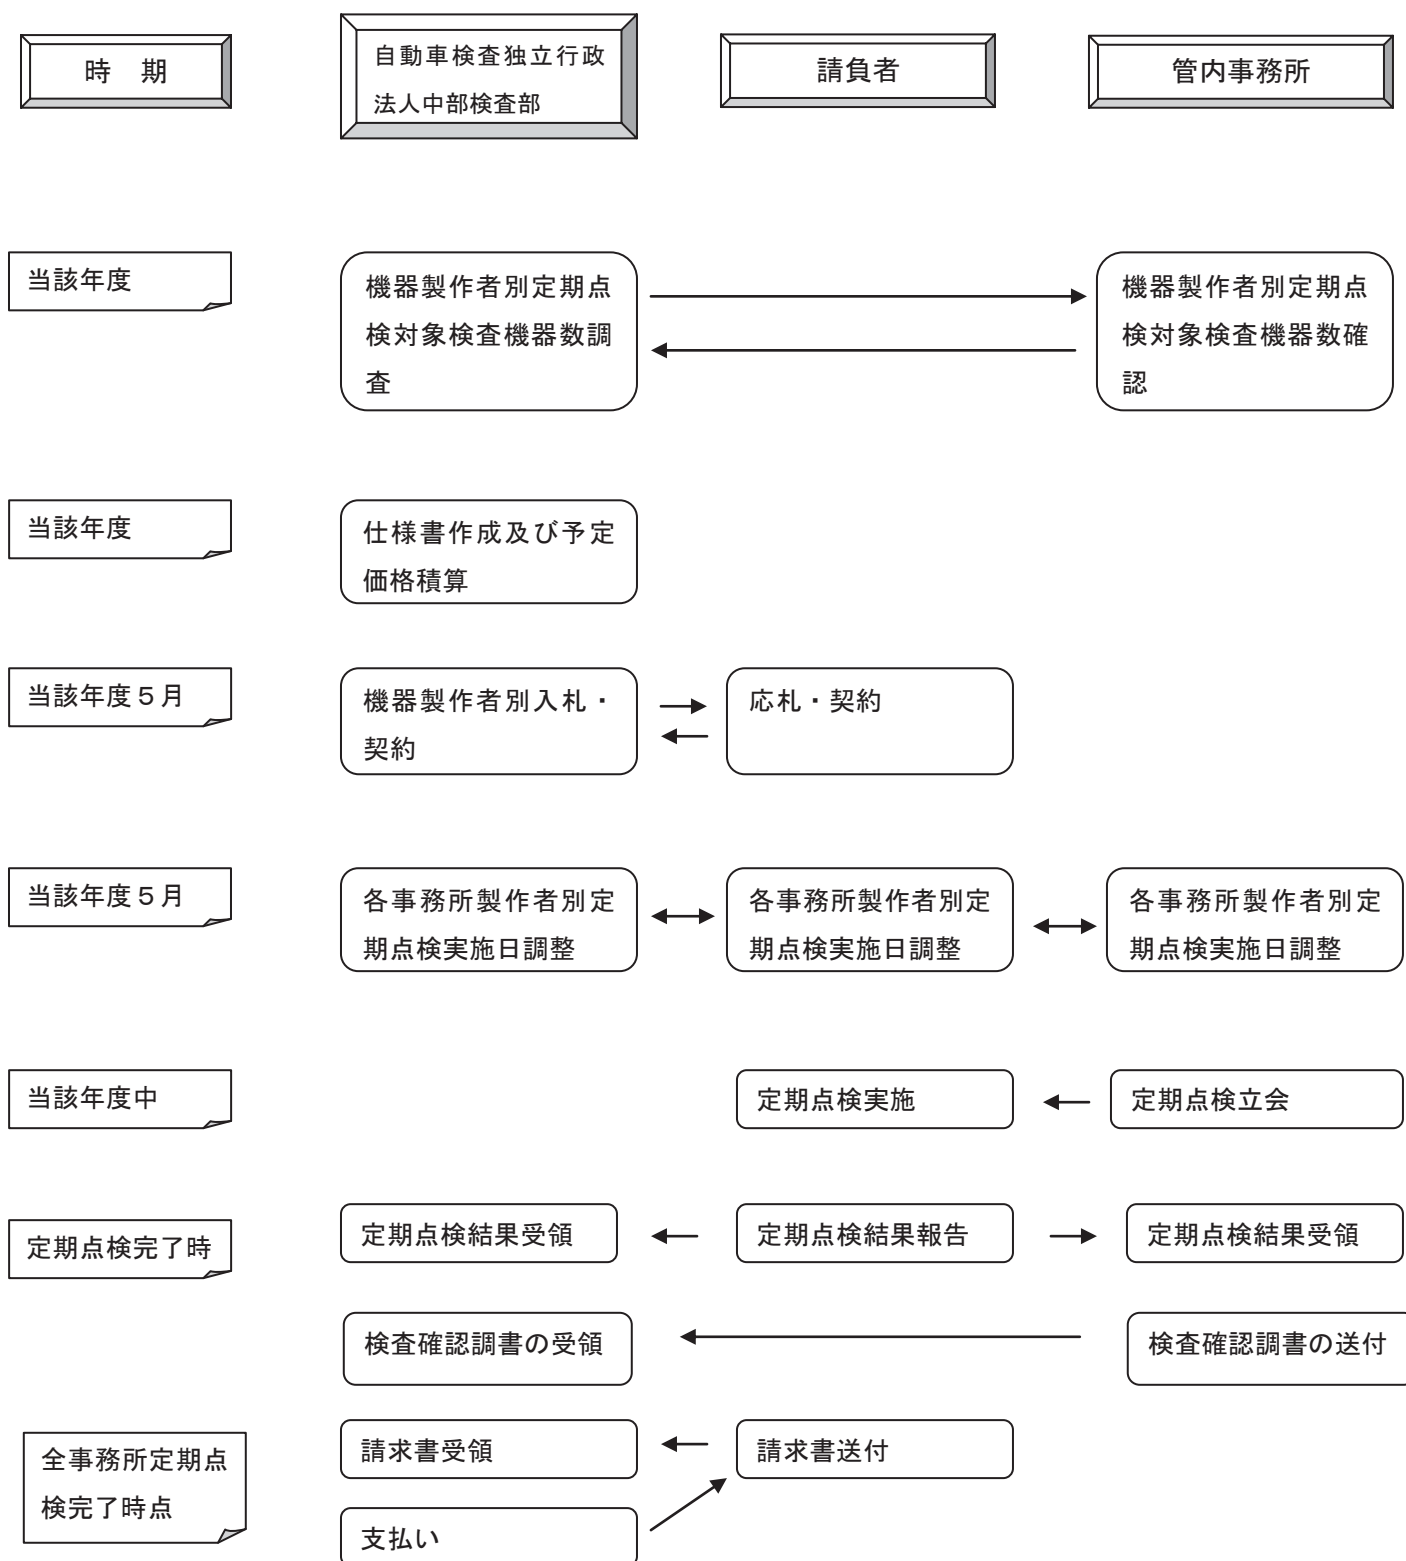 時　期
自動車検査独立行政
法人中部検査部
請負者
管内事務所
当該年度
機器製作者別定期点
検対象検査機器数調
査
機器製作者別定期点
検対象検査機器数確
認
当該年度
仕様書作成及び予定
価格積算
当該年度５月
機器製作者別入札・
契約
応札・契約
当該年度５月
各事務所製作者別定
期点検実施日調整
各事務所製作者別定
期点検実施日調整
各事務所製作者別定
期点検実施日調整
当該年度中
定期点検実施
定期点検立会
定期点検完了時
定期点検結果受領
定期点検結果報告
定期点検結果受領
検査確認調書の受領
検査確認調書の送付
全事務所定期点
検完了時点
請求書受領
請求書送付
支払い